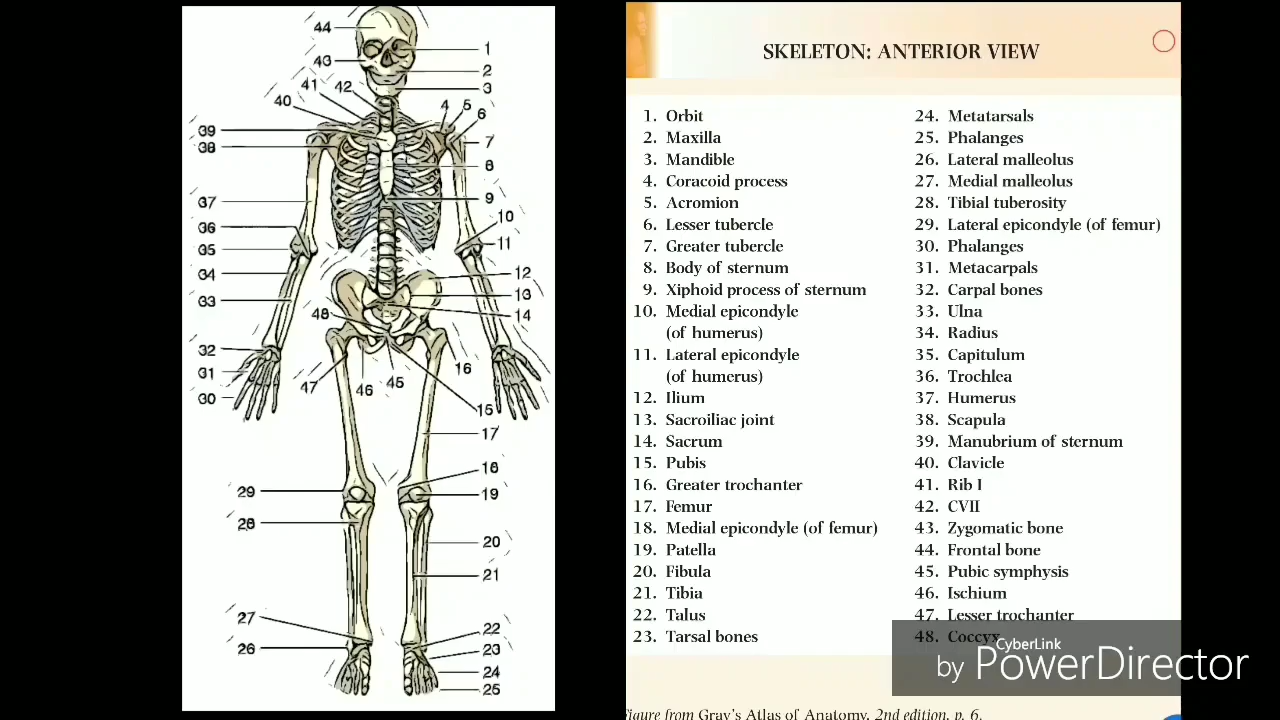 44
1
43
2
41
42
3
40
4
5
6
39
7
38
8
37
9
10
36
35
11
34
12
33
13
48
14
32
16
31
47
46
45
30
15
17
18
29
19
28
20
21
27
22
26
23
24
25
SKELETON: ANTERIOR VIEW
1. Orbit
2. Maxilla
3. Mandible
4. Coracoid process
5. Acromion
6. Lesser tubercle
7. Greater tubercle
8. Body of sternum
9. Xiphoid process of sternum
10. Medial epicondyle
(of humerus)
11. Lateral epicondyle
(of humerus)
12. Ilium
13. Sacroiliac joint
14. Sacrum
15. Pubis
16. Greater trochanter
17. Femur
18. Medial epicondyle (of femur)
19. Patella
20. Fibula
21. Tibia
22. Talus
23. Tarsal bones
24. Metatarsals
25. Phalanges
26. Lateral malleolus
27. Medial malleolus
28. Tibial tuberosity
29. Lateral epicondyle (of femur)
30. Phalanges
31. Metacarpals
32. Carpal bones
33. Ulna
34. Radius
35. Capitulum
36. Trochlea
37. Humerus
38. Scapula
39. Manubrium of sternum
40. Clavicle
41. Rib I
42. CVII
43. Zygomatic bone
44. Frontal bone
45. Pubic symphysis
46. Ischium
47. Lesser trochanter
48. Coccyx
Figure from Gray's Atlas of Anatomy, 2nd edition, p. 6.
CyberLink
by PowerDirector